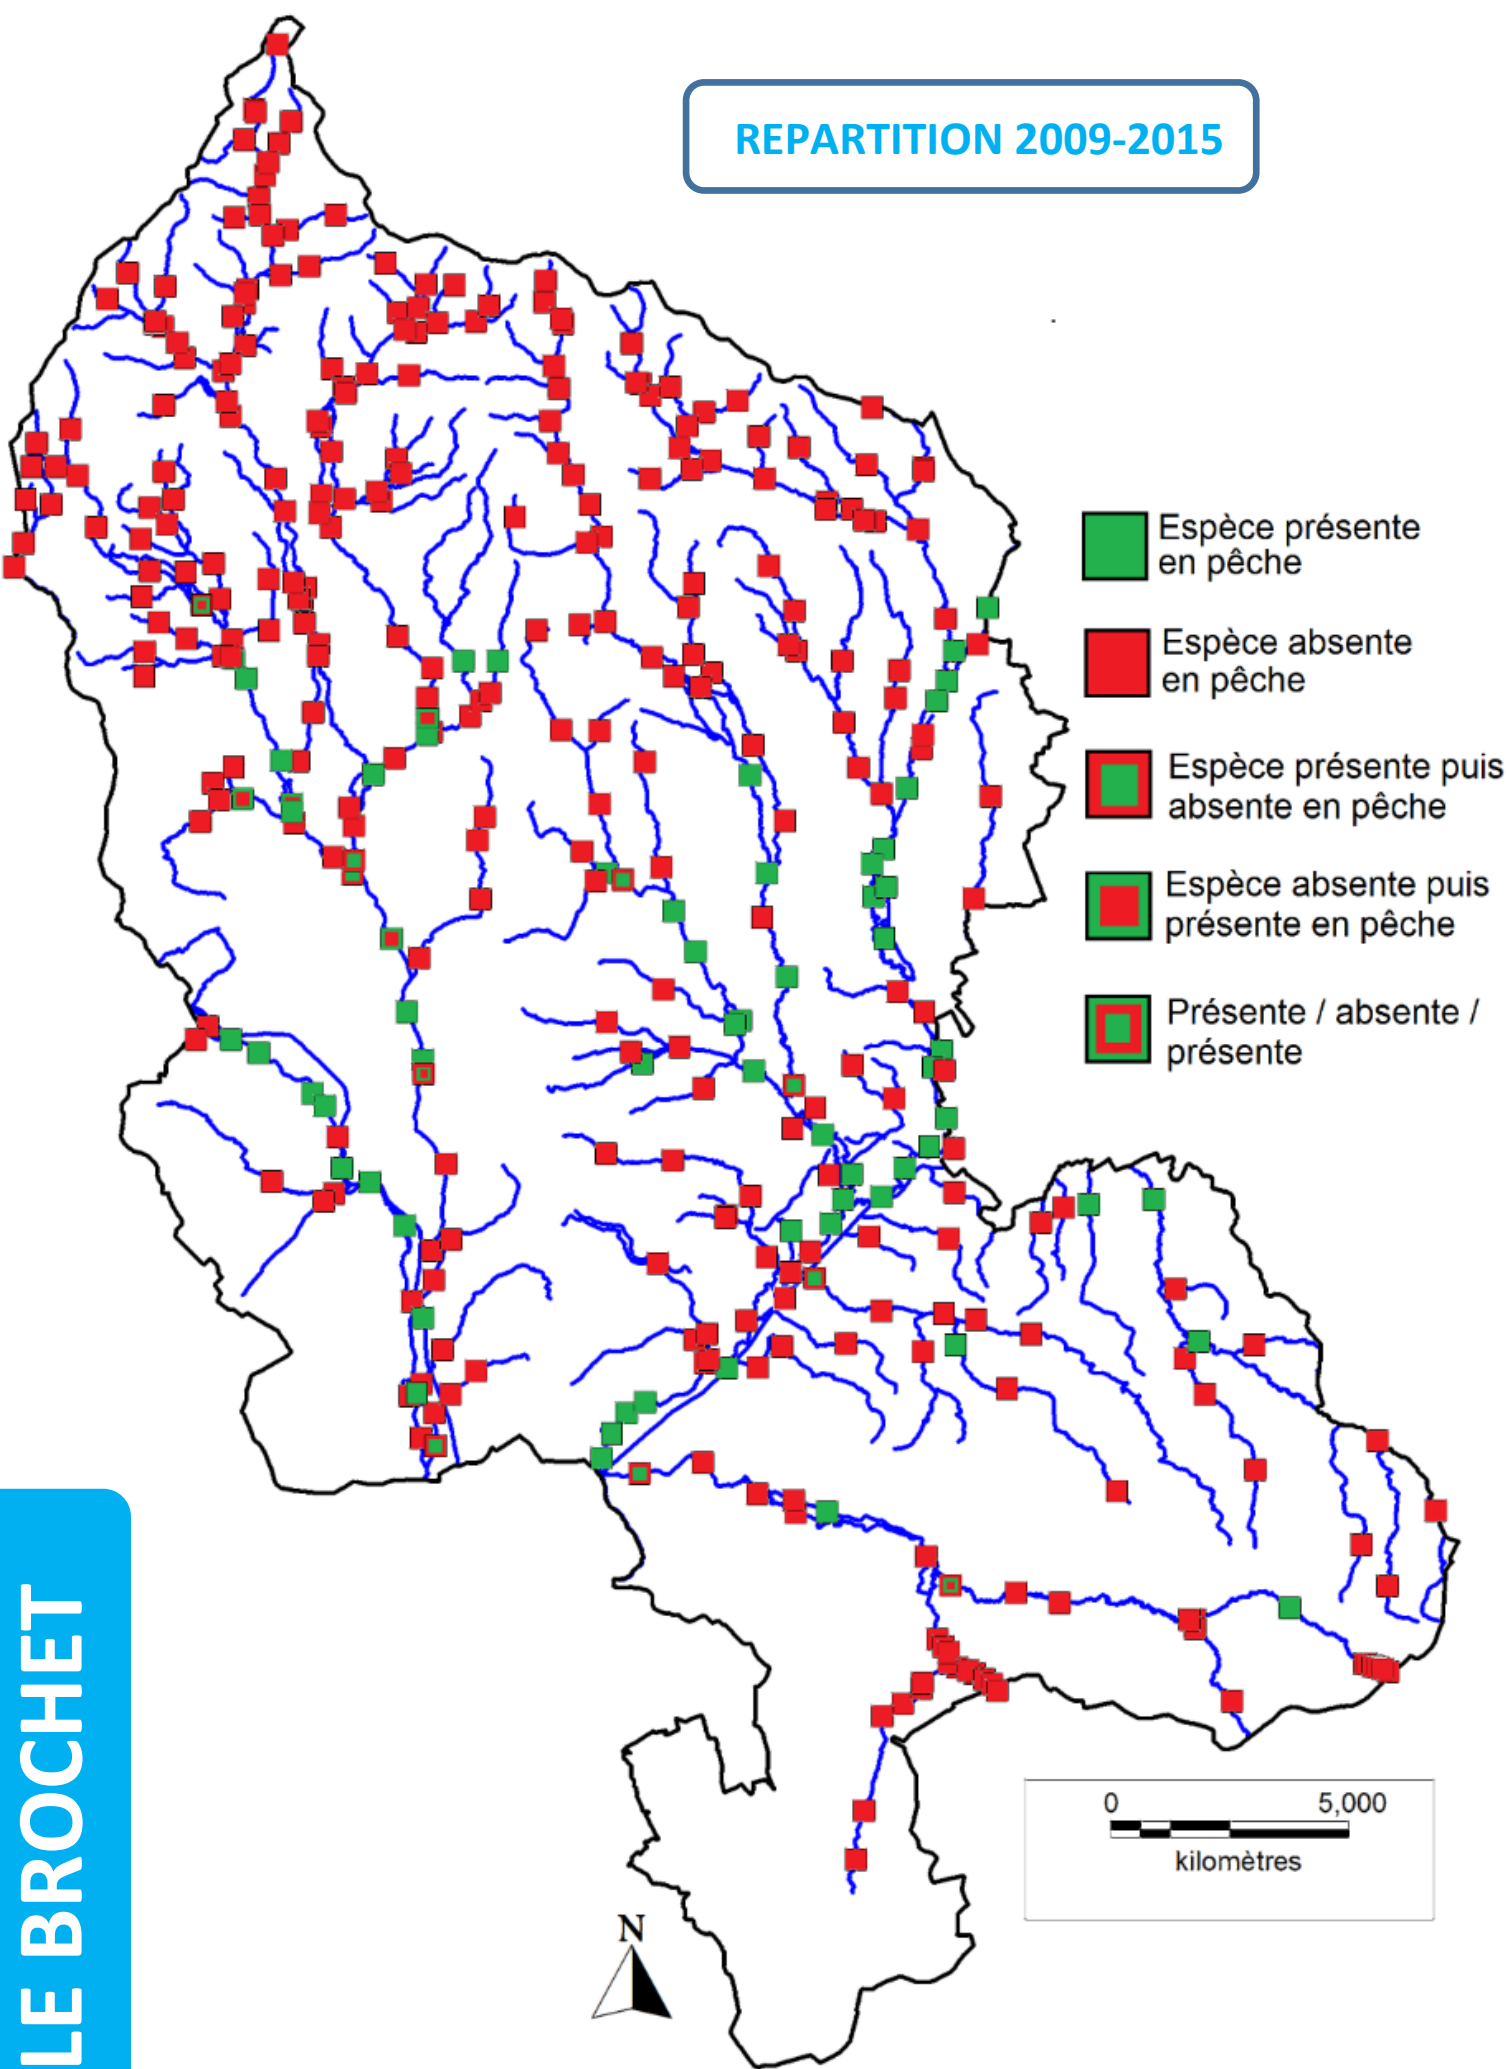 REPARTITION 2009-2015
Espèce présente
en pêche
Espèce absente
en pêche
Espèce présente puis
absente en pêche
Espèce absente puis
présente en pêche
Présente / absente /
présente
LE BROCHET
0 5,000
kilomètres
N